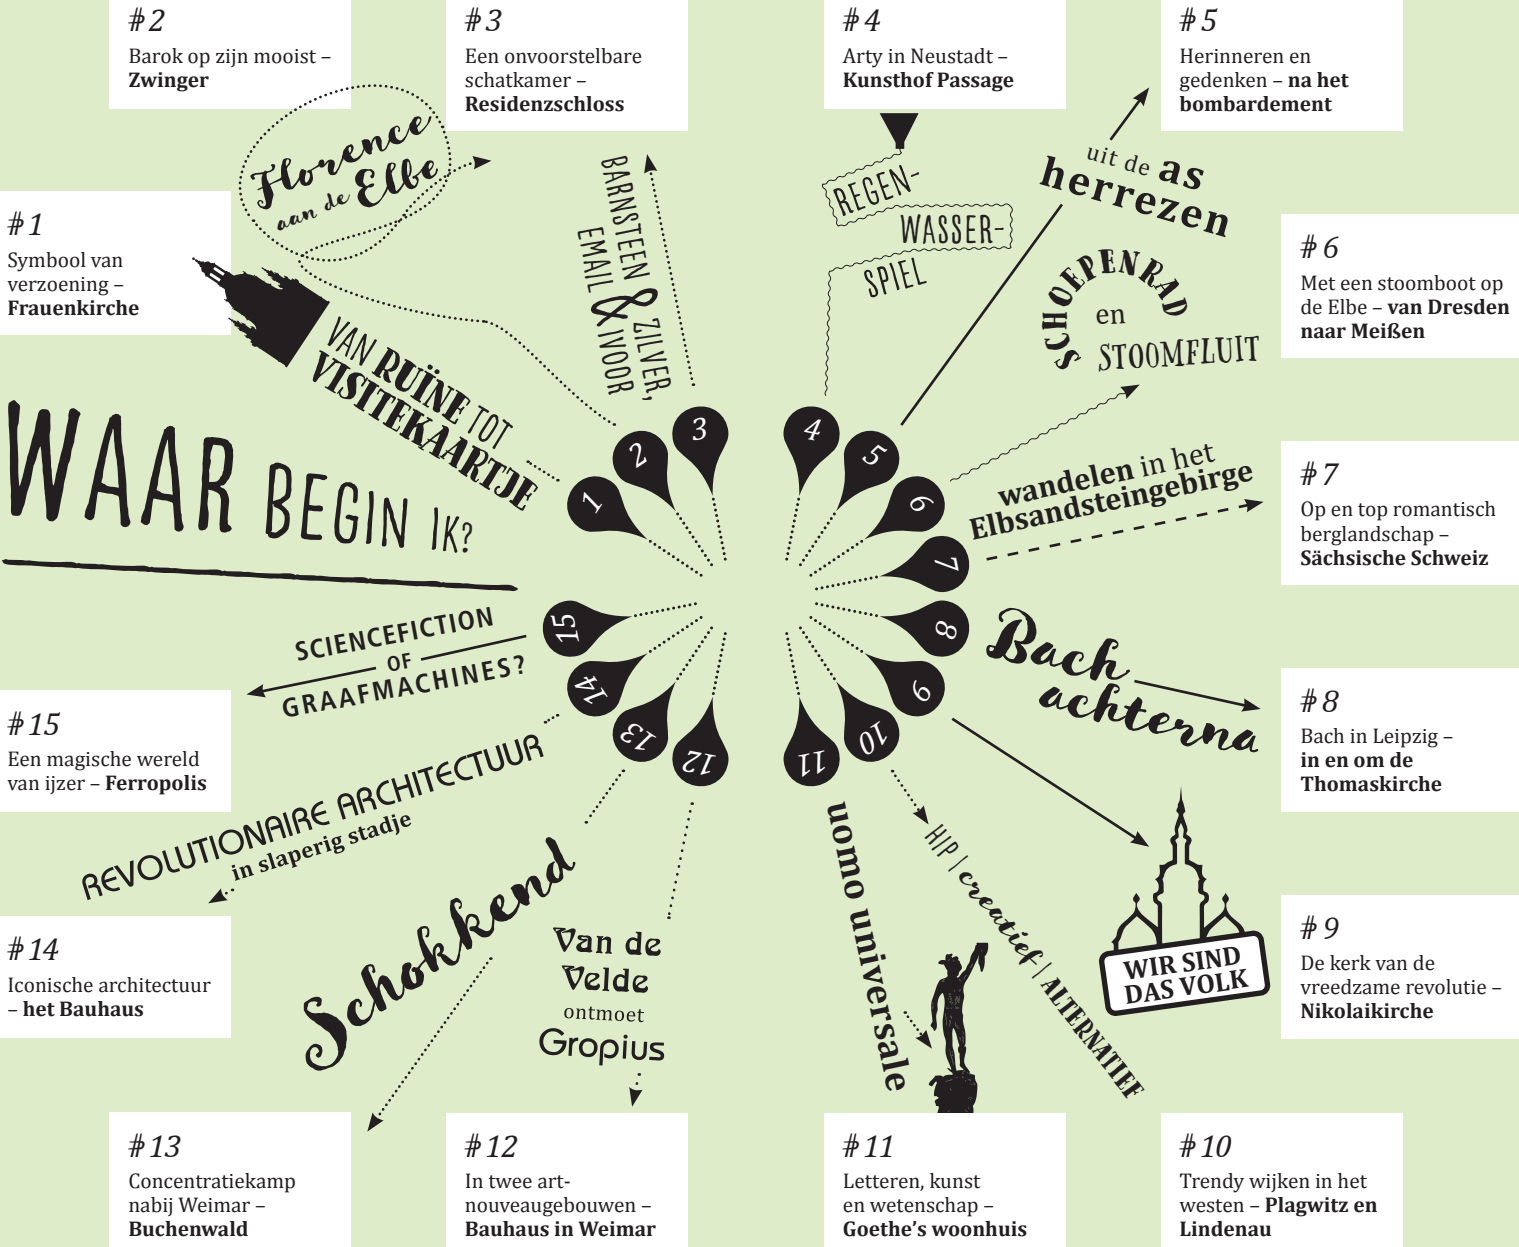 #2
Barok op zijn mooist –
Zwinger
#3
Een onvoorstelbare
schatkamer –
Residenzschloss
#4
Arty in Neustadt –
Kunsthof Passage
#5
Herinneren en
gedenken – na het
bombardement
#1
Symbool van
verzoening –
Frauenkirche
Florence
aan de Elbe
VAN RUÏNE TOT
VISITEKAARTJE
BARNSTEEN & ZILVER,
EMAIL & IVOOR
REGEN-
WASSER-
SPIEL
uit de as
herrezen
SCHOEPENRAD
en
STOOMFLUIT
#6
Met een stoomboot op
de Elbe – van Dresden
naar Meißen
WAAR BEGIN IK?
1
2
3
4
5
6
7
8
9
10
11
12
13
14
15
wandelen in het
Elbsandsteingebirge
#7
Op en top romantisch
berglandschap –
Sächsische Schweiz
SCIENCEFICTION
OF
GRAAFMACHINES?
Bach
achterna
#8
Bach in Leipzig –
in en om de
Thomaskirche
#15
Een magische wereld
van ijzer – Ferropolis
REVOLUTIONAIRE ARCHITECTUUR
in slaperig stadje
#14
Iconische architectuur
– het Bauhaus
Schokkend
Van de
Velde
ontmoet
Gropius
uomo universale
HIP | creatief | ALTERNATIEF
WIR SIND
DAS VOLK
#9
De kerk van de
vreedzame revolutie –
Nikolaikirche
#13
Concentratiekamp
nabij Weimar –
Buchenwald
#12
In twee art-
nouveaugebouwen –
Bauhaus in Weimar
#11
Letteren, kunst
en wetenschap –
Goethe's woonhuis
#10
Trendy wijken in het
westen – Plagwitz en
Lindenau